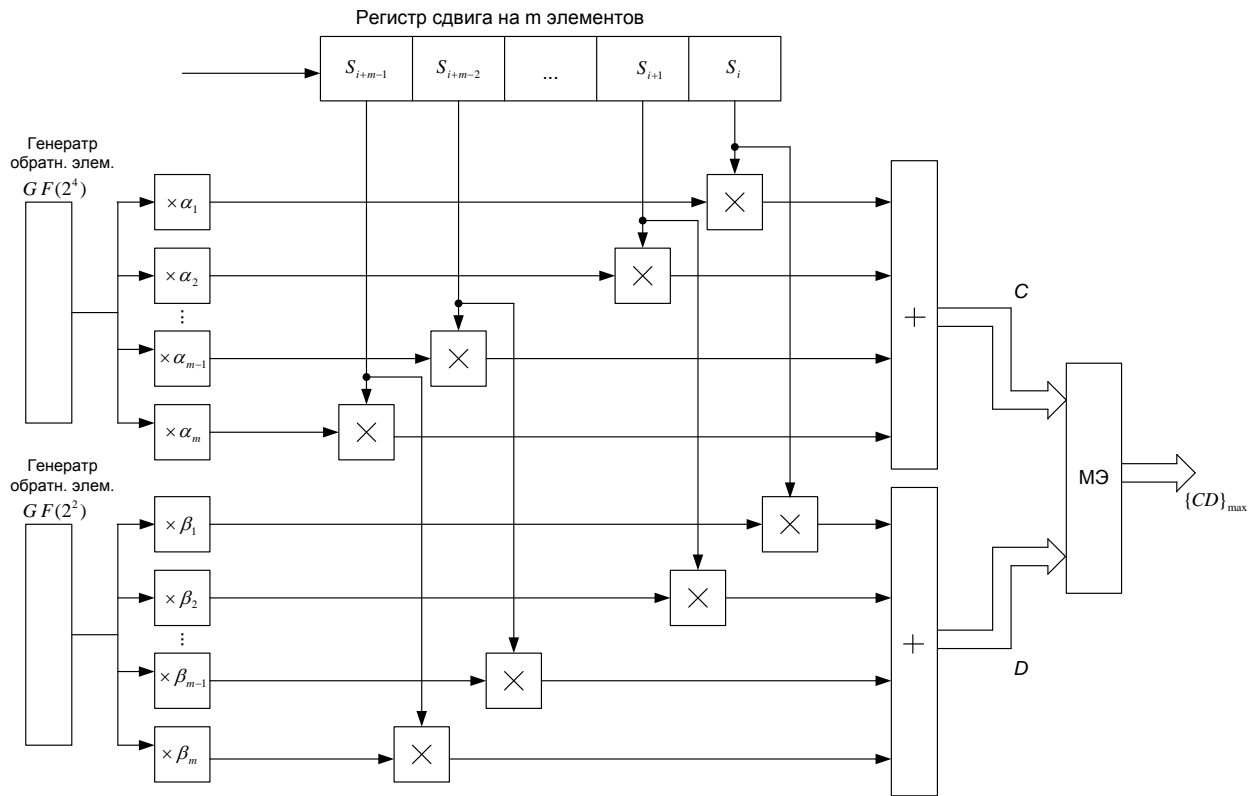 Регистр сдвига на m элементов
S_{i+m-1} S_{i+m-2} ... S_{i+1} S_i
Генератр
обратн. элем.
GF(2^4)
×α_1
×
×α_2
×
...
×α_{m-1}
×
×α_m
×
+
C
Генератр
обратн. элем.
GF(2^2)
×β_1
×
×β_2
×
...
×β_{m-1}
×
×β_m
×
+
D
МЭ
{CD}_{max}